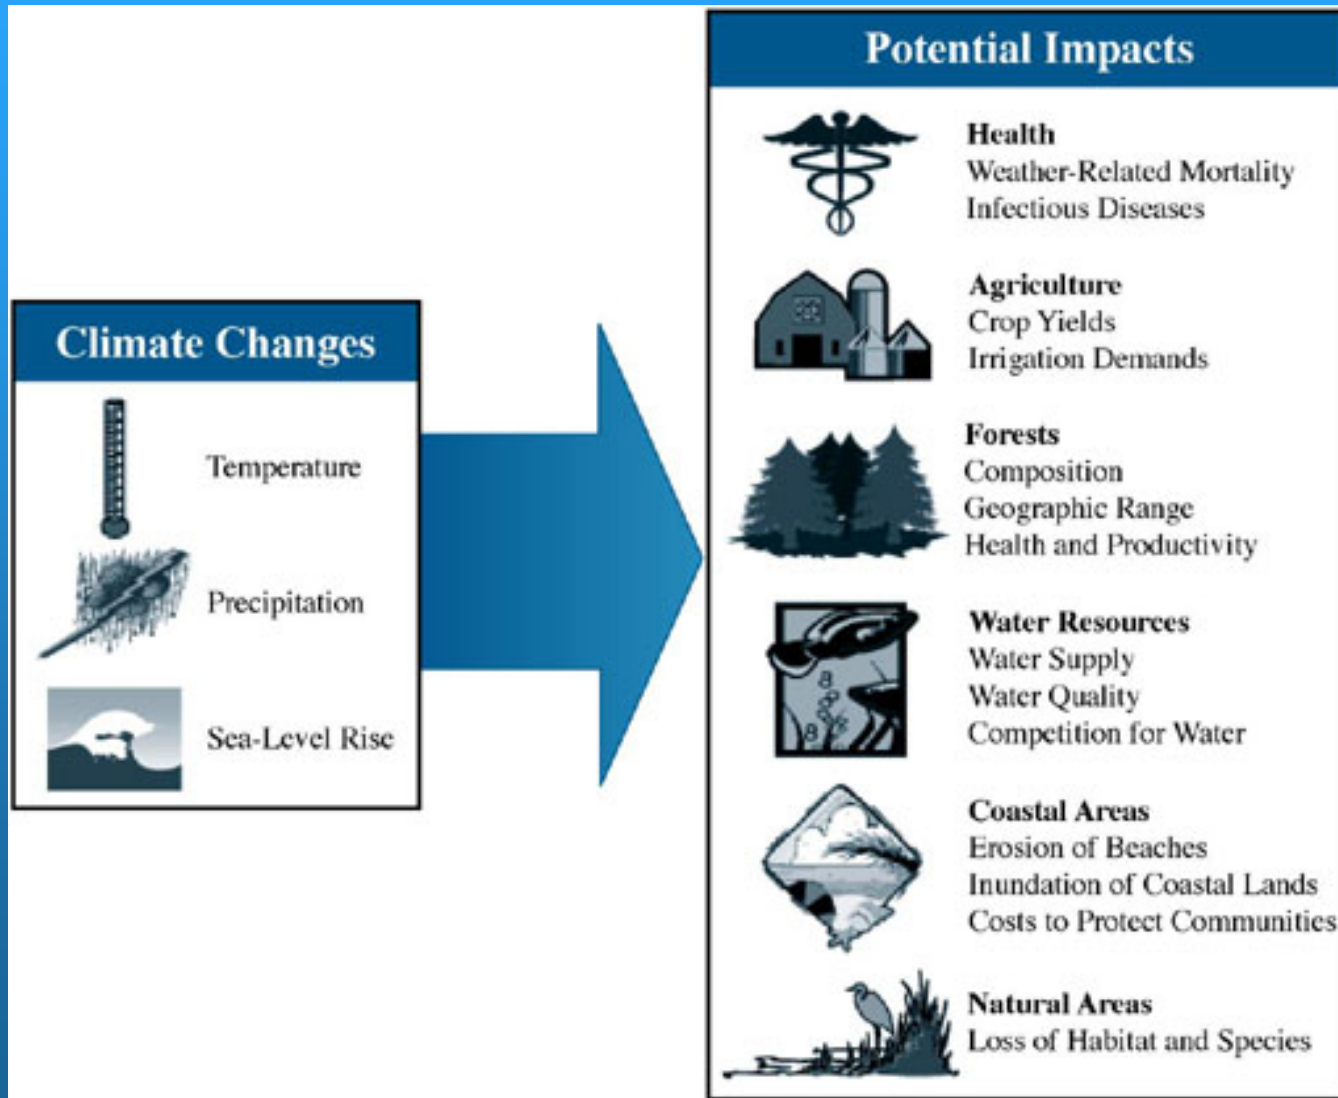 Climate Changes
Temperature
Precipitation
Sea-Level Rise
Potential Impacts
Health
Weather-Related Mortality
Infectious Diseases
Agriculture
Crop Yields
Irrigation Demands
Forests
Composition
Geographic Range
Health and Productivity
Water Resources
Water Supply
Water Quality
Competition for Water
Coastal Areas
Erosion of Beaches
Inundation of Coastal Lands
Costs to Protect Communities
Natural Areas
Loss of Habitat and Species